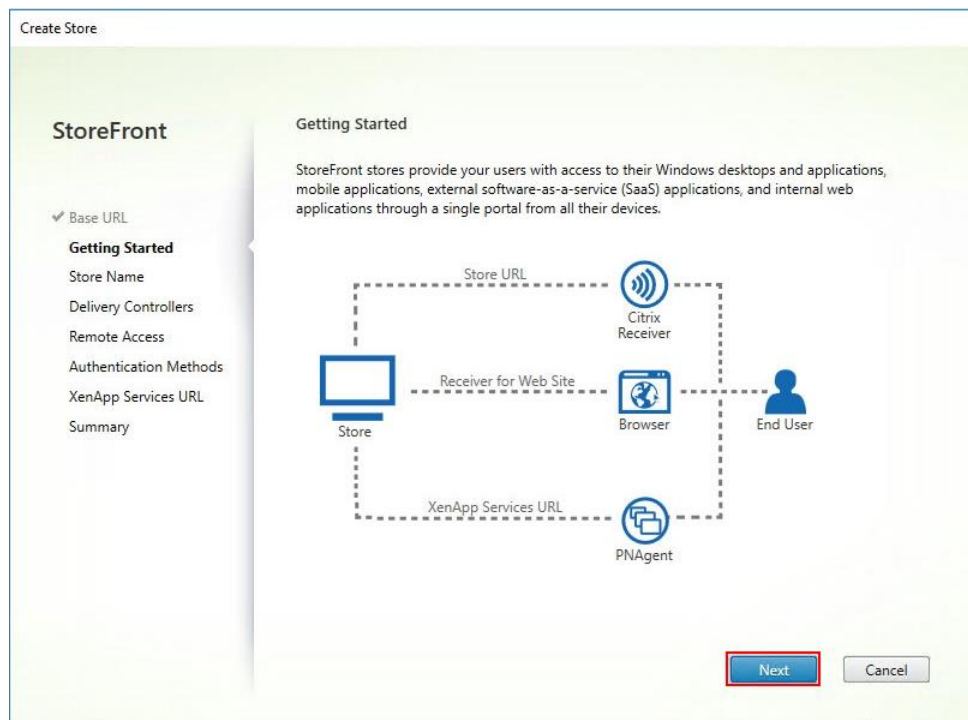 Create Store
StoreFront
Base URL
Getting Started
Store Name
Delivery Controllers
Remote Access
Authentication Methods
XenApp Services URL
Summary
Getting Started
StoreFront stores provide your users with access to their Windows desktops and applications,
mobile applications, external software-as-a-service (SaaS) applications, and internal web
applications through a single portal from all their devices.
Store URL
Citrix
Receiver
Receiver for Web Site
Store
Browser
End User
XenApp Services URL
PNAgent
Next
Cancel